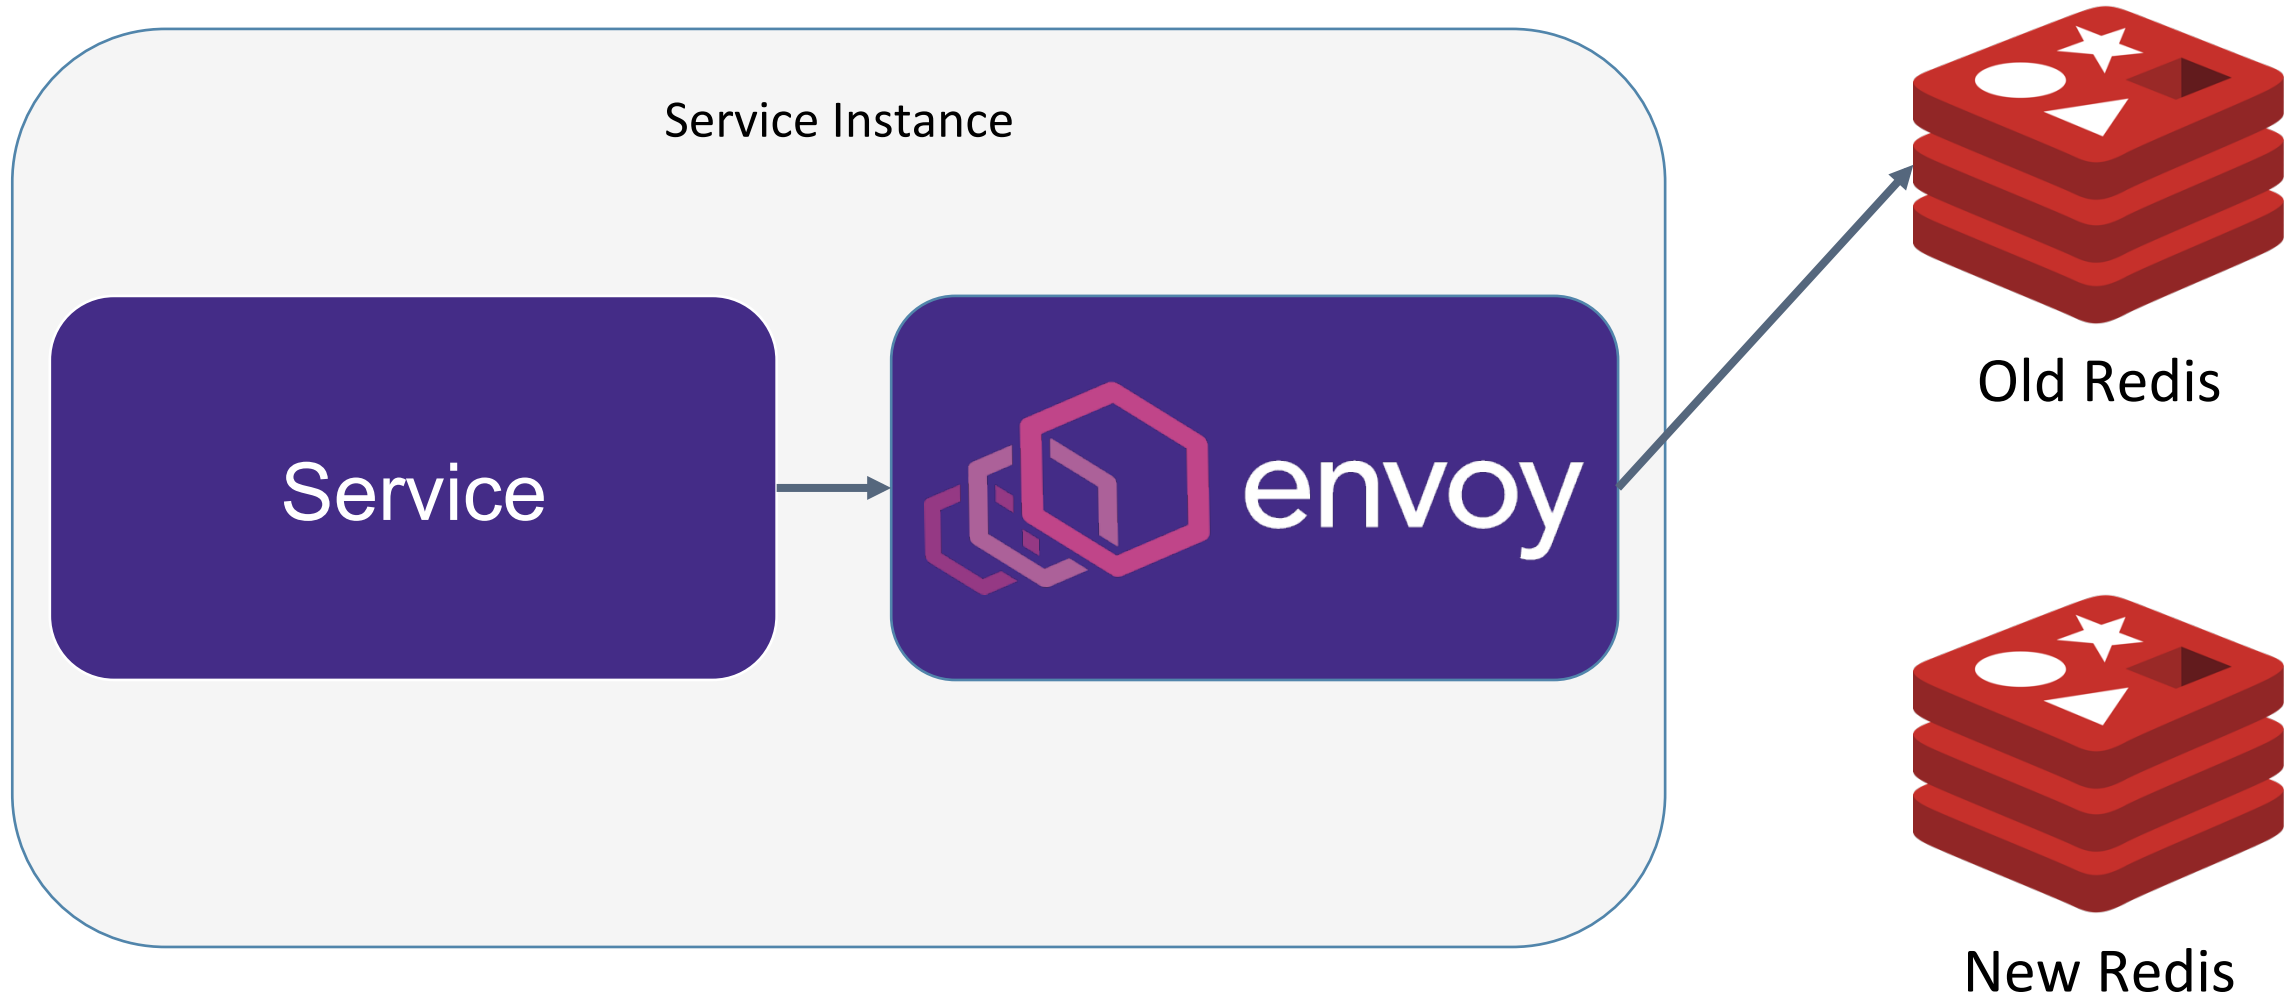 Service Instance
Service
envoy
Old Redis
New Redis